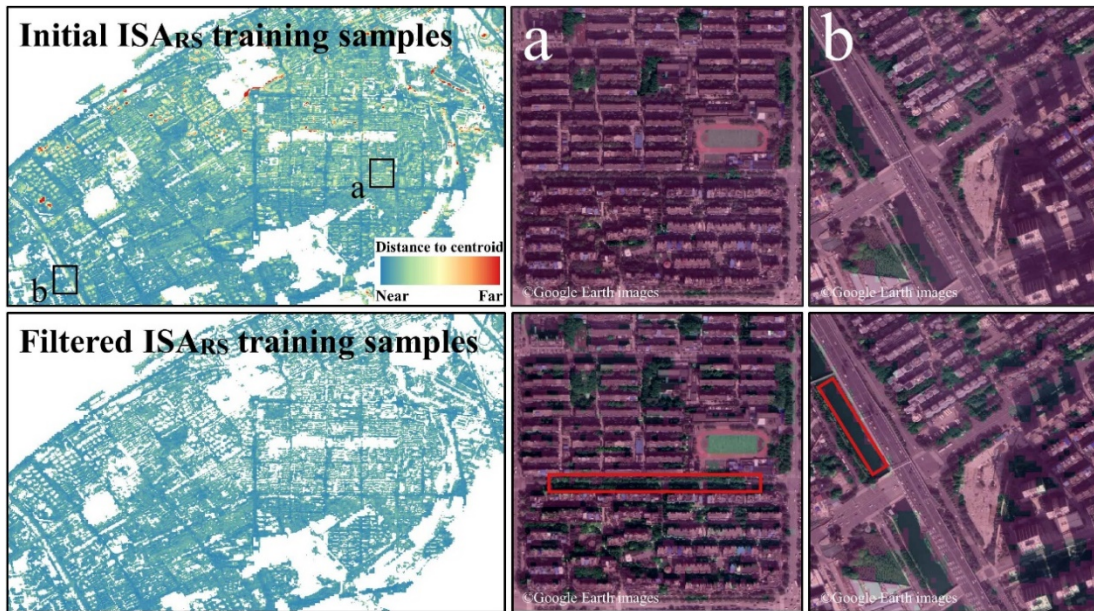 Initial ISARS training samples
a
b
Distance to centroid
Near Far
a
©Google Earth images
b
©Google Earth images
Filtered ISARS training samples
©Google Earth images
©Google Earth images